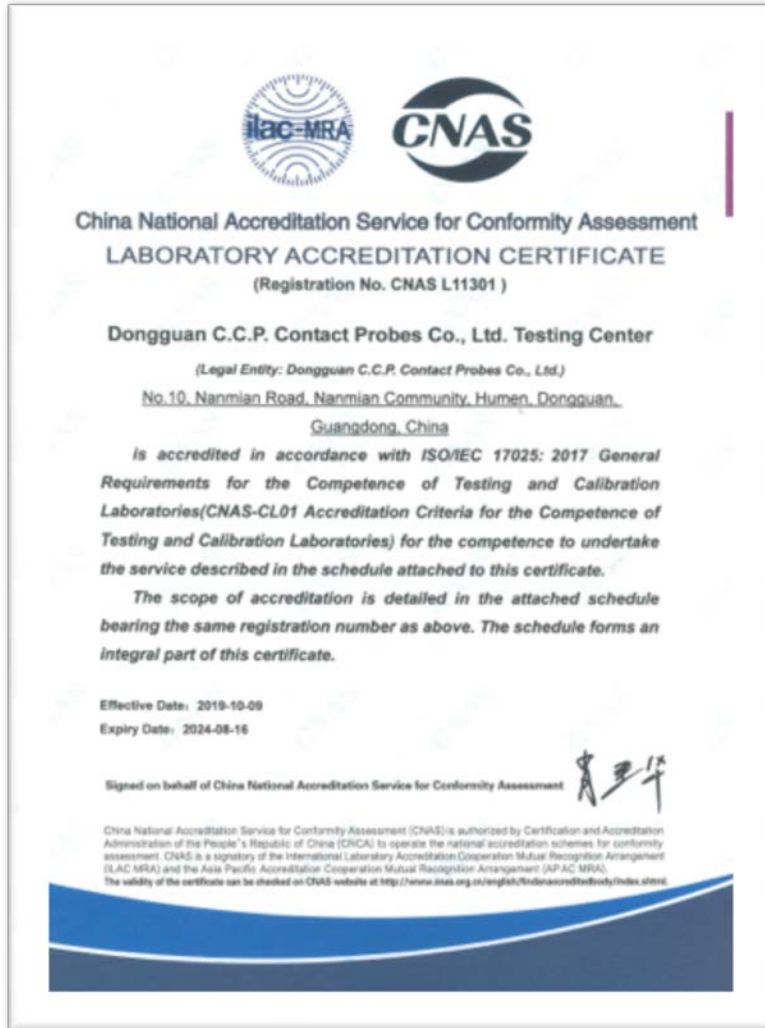 ilac-MRA
CNAS
China National Accreditation Service for Conformity Assessment
LABORATORY ACCREDITATION CERTIFICATE
(Registration No. CNAS L11301 )
Dongguan C.C.P. Contact Probes Co., Ltd. Testing Center
(Legal Entity: Dongguan C.C.P. Contact Probes Co., Ltd.)
No.10, Nanmian Road, Nanmian Community, Humen, Dongguan,
Guangdong, China
is accredited in accordance with ISO/IEC 17025: 2017 General
Requirements for the Competence of Testing and Calibration
Laboratories(CNAS-CL01 Accreditation Criteria for the Competence of
Testing and Calibration Laboratories) for the competence to undertake
the service described in the schedule attached to this certificate.
The scope of accreditation is detailed in the attached schedule
bearing the same registration number as above. The schedule forms an
integral part of this certificate.
Effective Date: 2019-10-09
Expiry Date: 2024-08-16
Signed on behalf of China National Accreditation Service for Conformity Assessment
China National Accreditation Service for Conformity Assessment (CNAS) is authorized by Certification and Accreditation
Administration of the People's Republic of China (CNCA) to operate the national accreditation schemes for conformity
assessment. CNAS is a signatory of the International Laboratory Accreditation Cooperation Mutual Recognition Arrangement
(ILAC MRA) and the Asia Pacific Accreditation Cooperation Mutual Recognition Arrangement (APAC MRA).
The validity of the certificate can be checked on CNAS website at